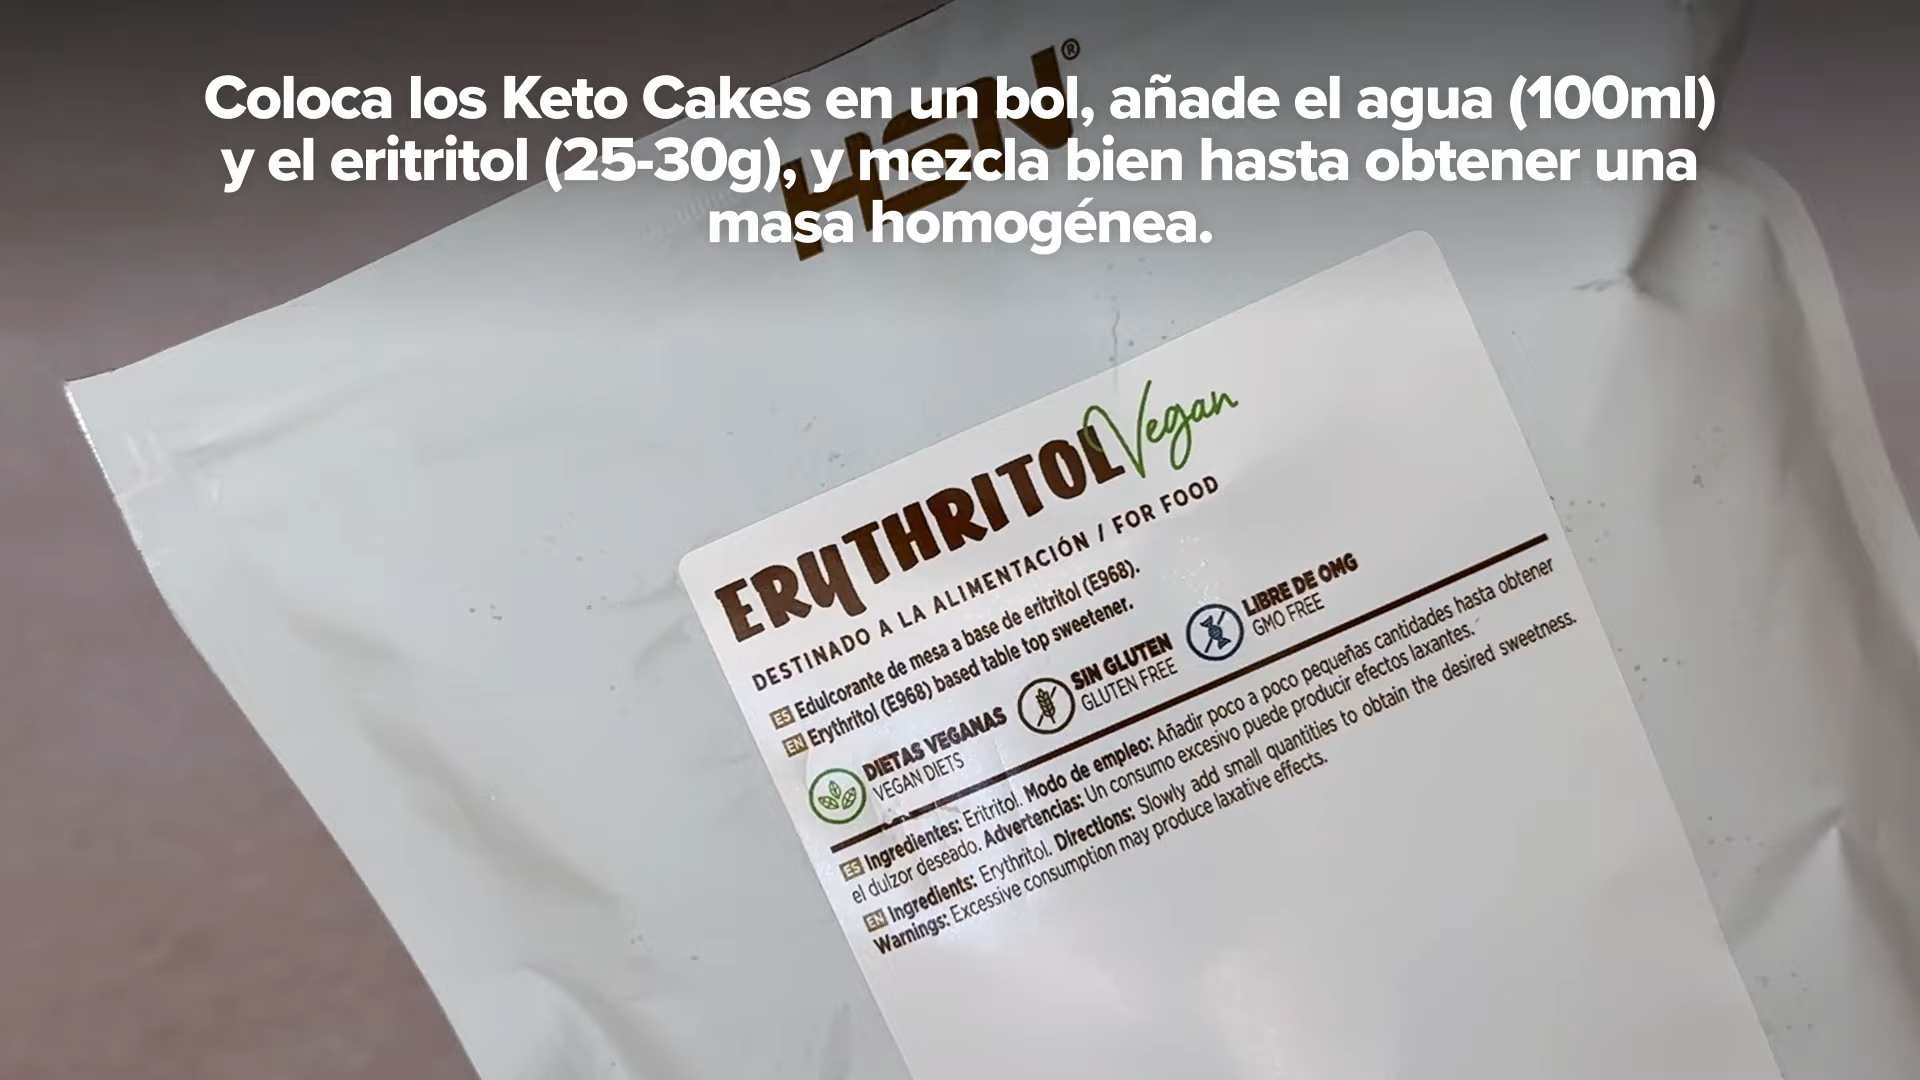 Coloca los Keto Cakes en un bol, añade el agua (100ml)
y el eritritol (25-30g), y mezcla bien hasta obtener una
masa homogénea.
HSN®
ERYTHRITOL Vegan
DESTINADO A LA ALIMENTACIÓN / FOR FOOD
ES Edulcorante de mesa a base de eritritol (E968).
EN Erythritol (E968) based table top sweetener.
DIETAS VEGANAS
VEGAN DIETS
SIN GLUTEN
GLUTEN FREE
LIBRE DE OMG
GMO FREE
ES Ingredientes: Eritritol. Modo de empleo: Añadir poco a poco pequeñas cantidades hasta obtener
el dulzor deseado. Advertencias: Un consumo excesivo puede producir efectos laxantes.
EN Ingredients: Erythritol. Directions: Slowly add small quantities to obtain the desired sweetness.
Warnings: Excessive consumption may produce laxative effects.